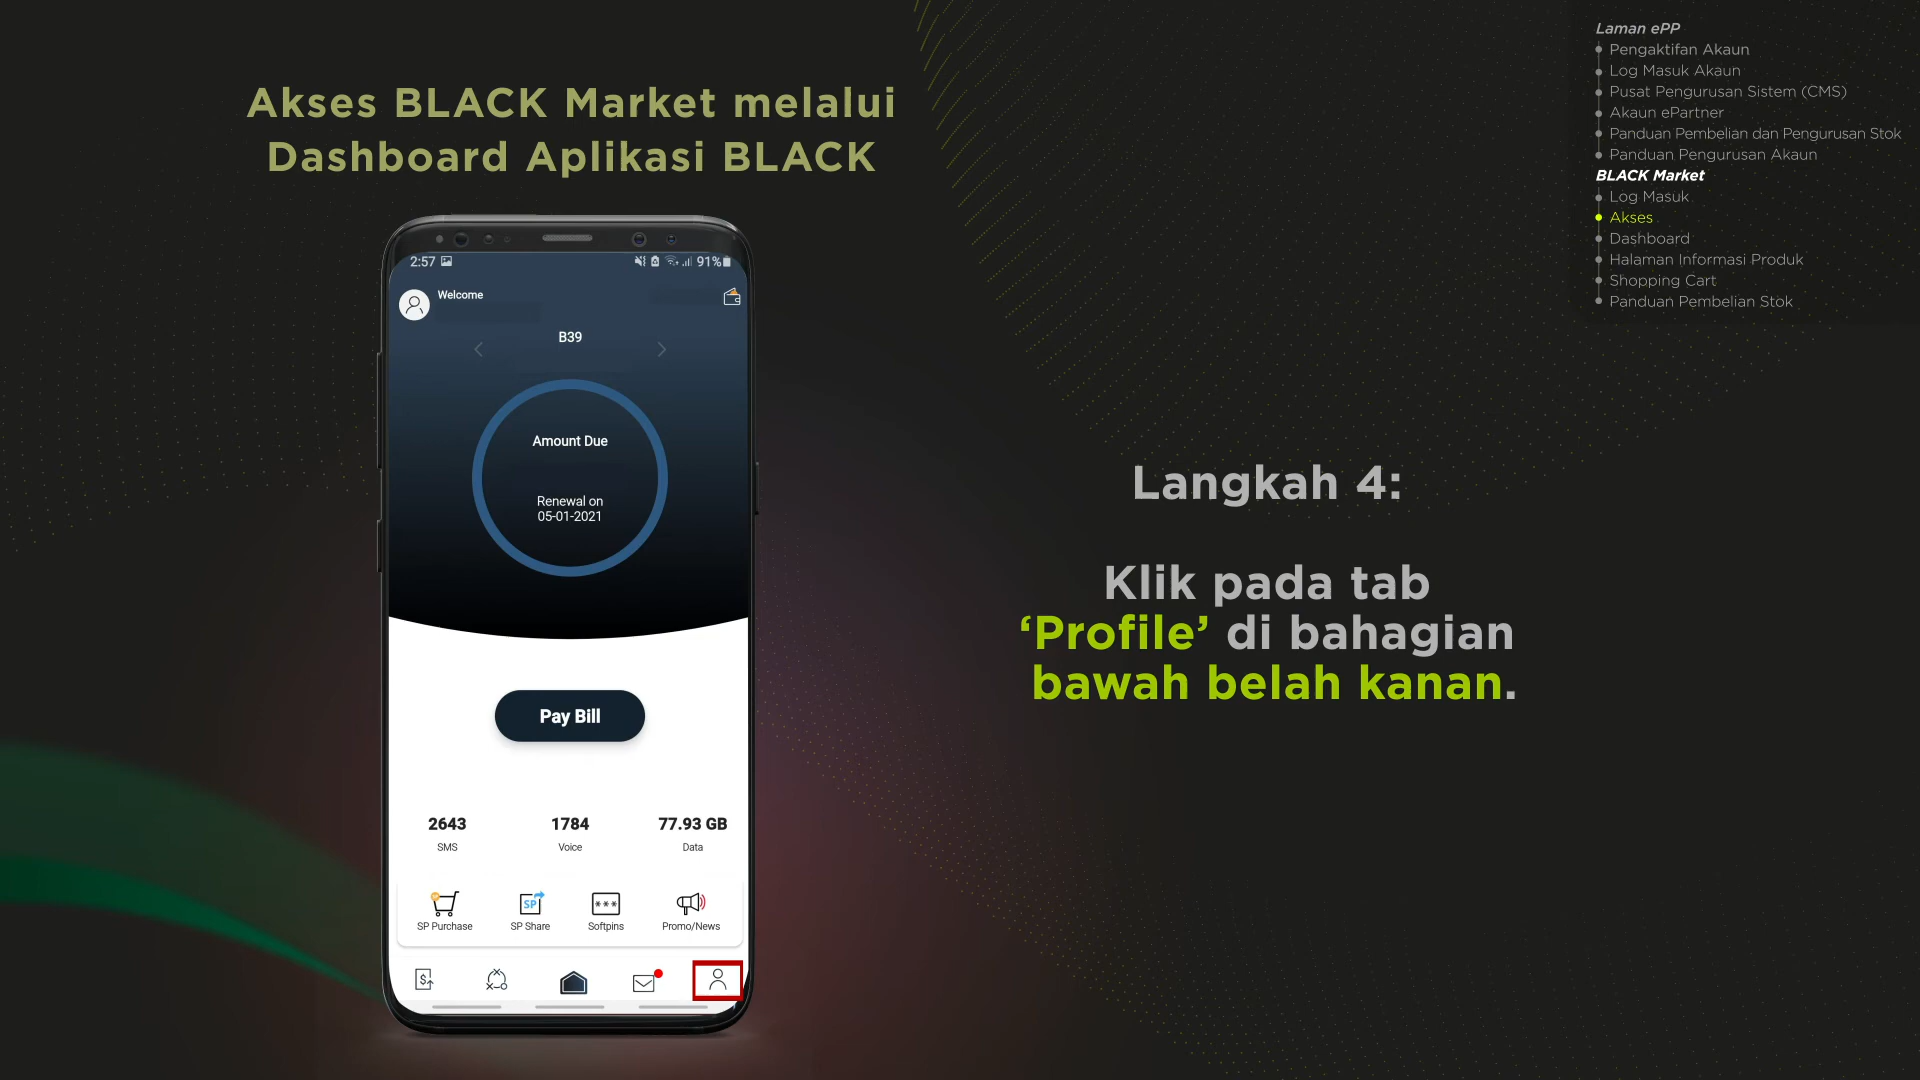 Laman ePP
Pengaktifan Akaun
Log Masuk Akaun
Pusat Pengurusan Sistem (CMS)
Akaun ePartner
Panduan Pembelian dan Pengurusan Stok
Panduan Pengurusan Akaun
BLACK Market
Log Masuk
Akses
Dashboard
Halaman Informasi Produk
Shopping Cart
Panduan Pembelian Stok
Akses BLACK Market melalui
Dashboard Aplikasi BLACK
2:57 91%
Welcome
B39
Amount Due
Renewal on
05-01-2021
Pay Bill
2643 1784 77.93 GB
SMS Voice Data
SP
***
SP Purchase SP Share Softpins Promo/News
$
Langkah 4:
Klik pada tab
‘Profile’ di bahagian
bawah belah kanan.